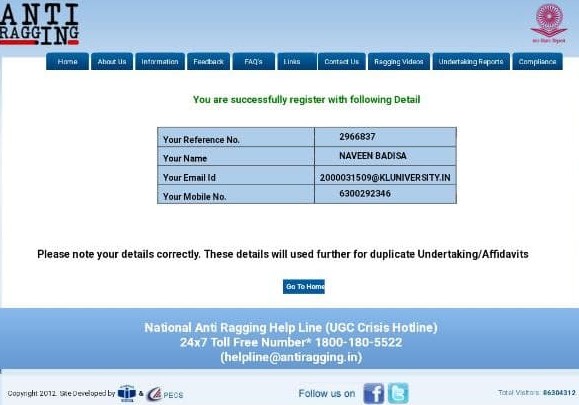 ANTI
RAGGING
Home About Us Information Feedback FAQ's Links Contact Us Ragging Videos Undertaking Reports Compliance
You are successfully register with following Detail
Your Reference No. 2966837
Your Name NAVEEN BADISA
Your Email Id 2000031509@KLUNIVERSITY.IN
Your Mobile No. 6300292346
Please note your details correctly. These details will used further for duplicate Undertaking/Affidavits
Go To Home
National Anti Ragging Help Line (UGC Crisis Hotline)
24x7 Toll Free Number* 1800-180-5522
(helpline@antiragging.in)
Copyright 2012. Site Developed by & PECS Follow us on Total Visitors: 86304312